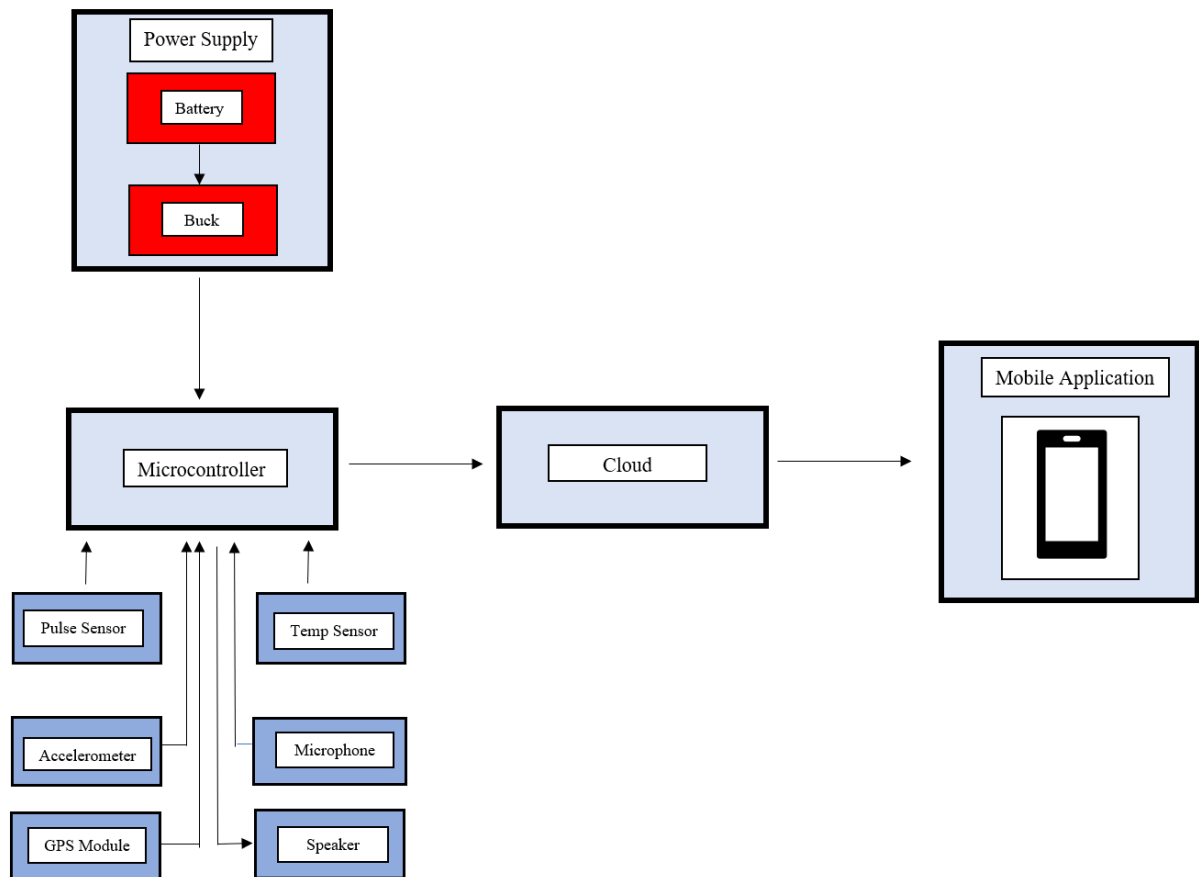 Power Supply
Battery
Buck
Mobile Application
Microcontroller
Cloud
Pulse Sensor
Temp Sensor
Accelerometer
Microphone
GPS Module
Speaker